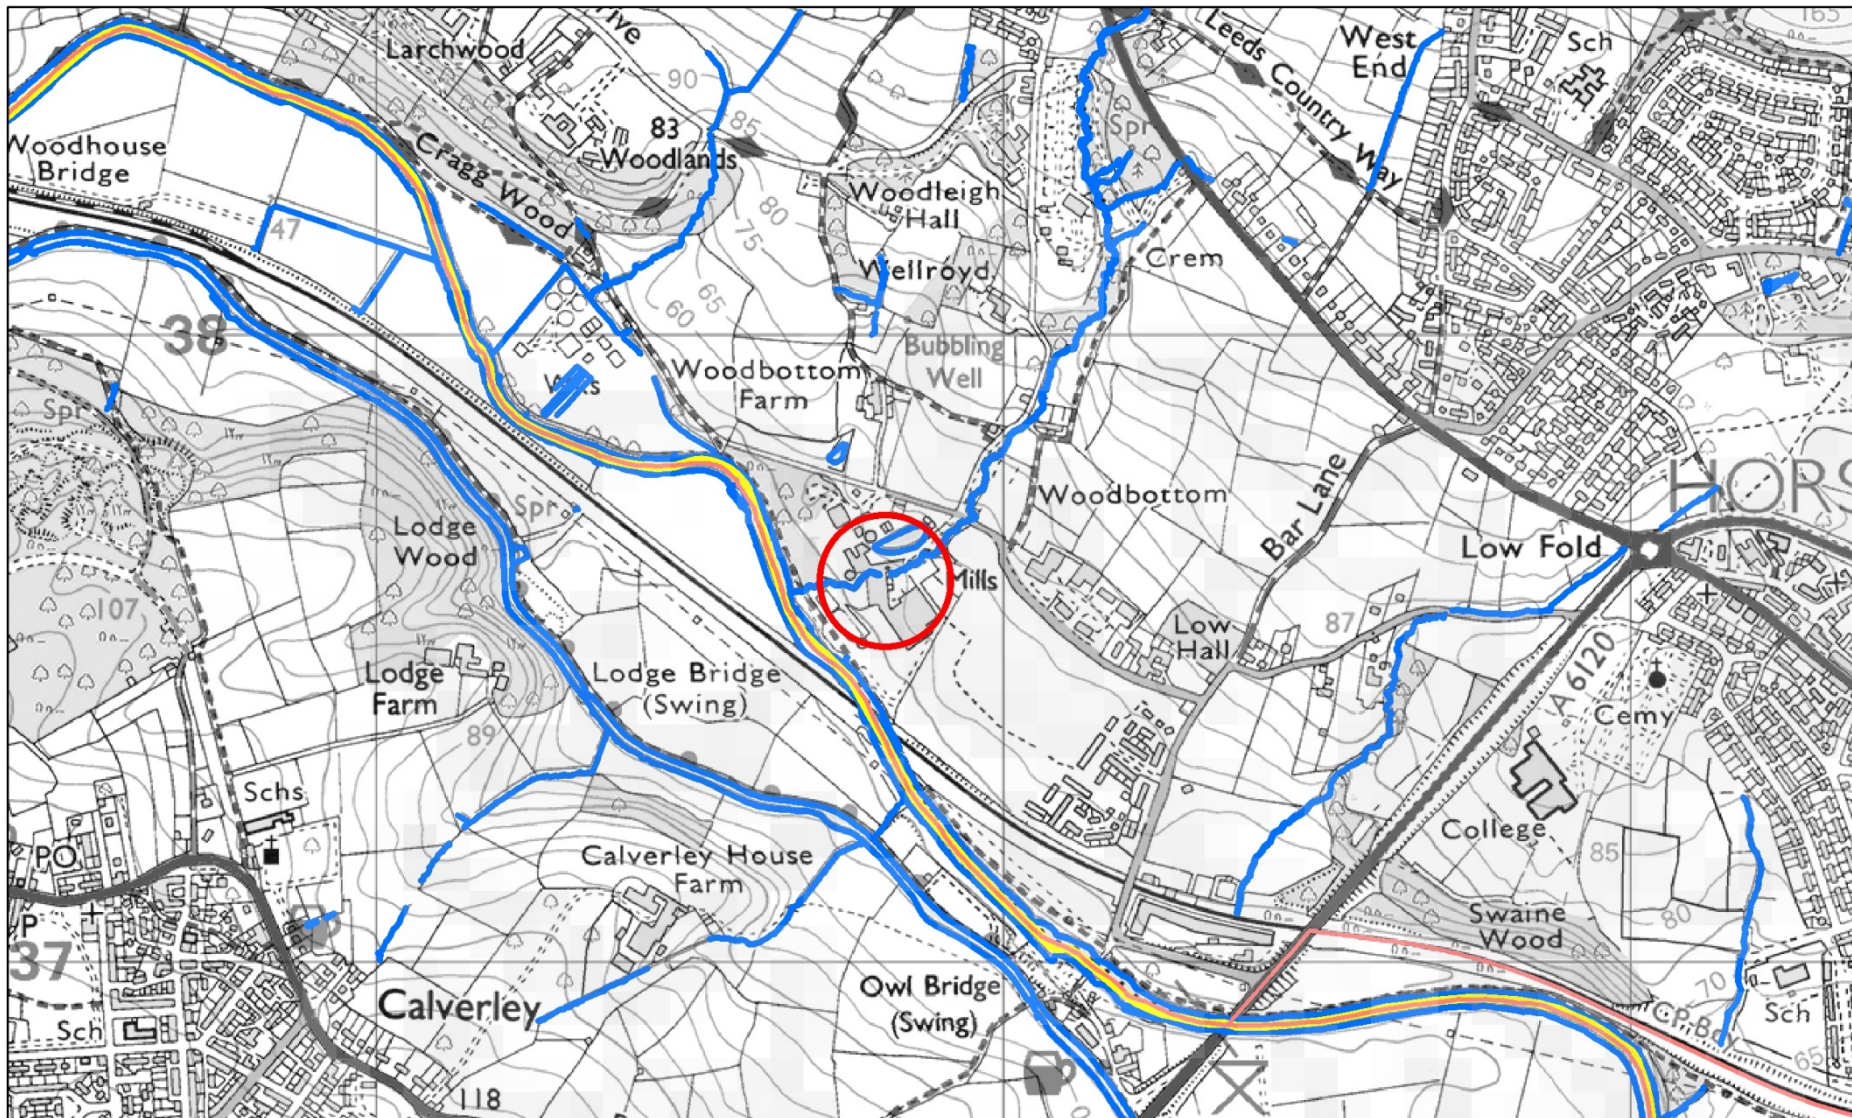 Larchwood
Leeds Country Way
West
End
Sch
165
90
Woodhouse
Bridge
83
Woodlands
85
Spr
Cragg Wood
Woodleigh
Hall
80
75
47
Wellroyd
Crem
65
60
38
Bubbling
Well
Woodbottom
Farm
Spr
Woodbottom
Bar Lane
HORS
Lodge
Wood
Spr
Low Fold
Mills
107
Low
Hall
87
Lodge
Farm
Lodge Bridge
(Swing)
A 6120
Cemy
89
Schs
College
PO
Calverley House
Farm
85
P
37
Swaine
Wood
80
Calverley
Owl Bridge
(Swing)
70
Sch
Sch
65
118